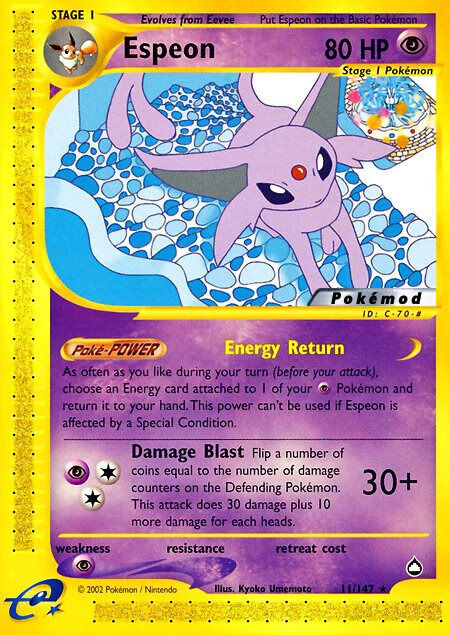 STAGE 1
Evolves from Eevee
Put Espeon on the Basic Pokémon
Espeon
80 HP
Stage 1 Pokémon
Pokémod
ID: C-70-#
Poké-POWER
Energy Return
As often as you like during your turn (before your attack),
choose an Energy card attached to 1 of your Pokémon and
return it to your hand. This power can't be used if Espeon is
affected by a Special Condition.
Damage Blast Flip a number of
coins equal to the number of damage
counters on the Defending Pokémon.
This attack does 30 damage plus 10
more damage for each heads.
30+
weakness
resistance
retreat cost
©2002 Pokémon / Nintendo
Illus. Kyoko Umemoto
11/147 ★
e